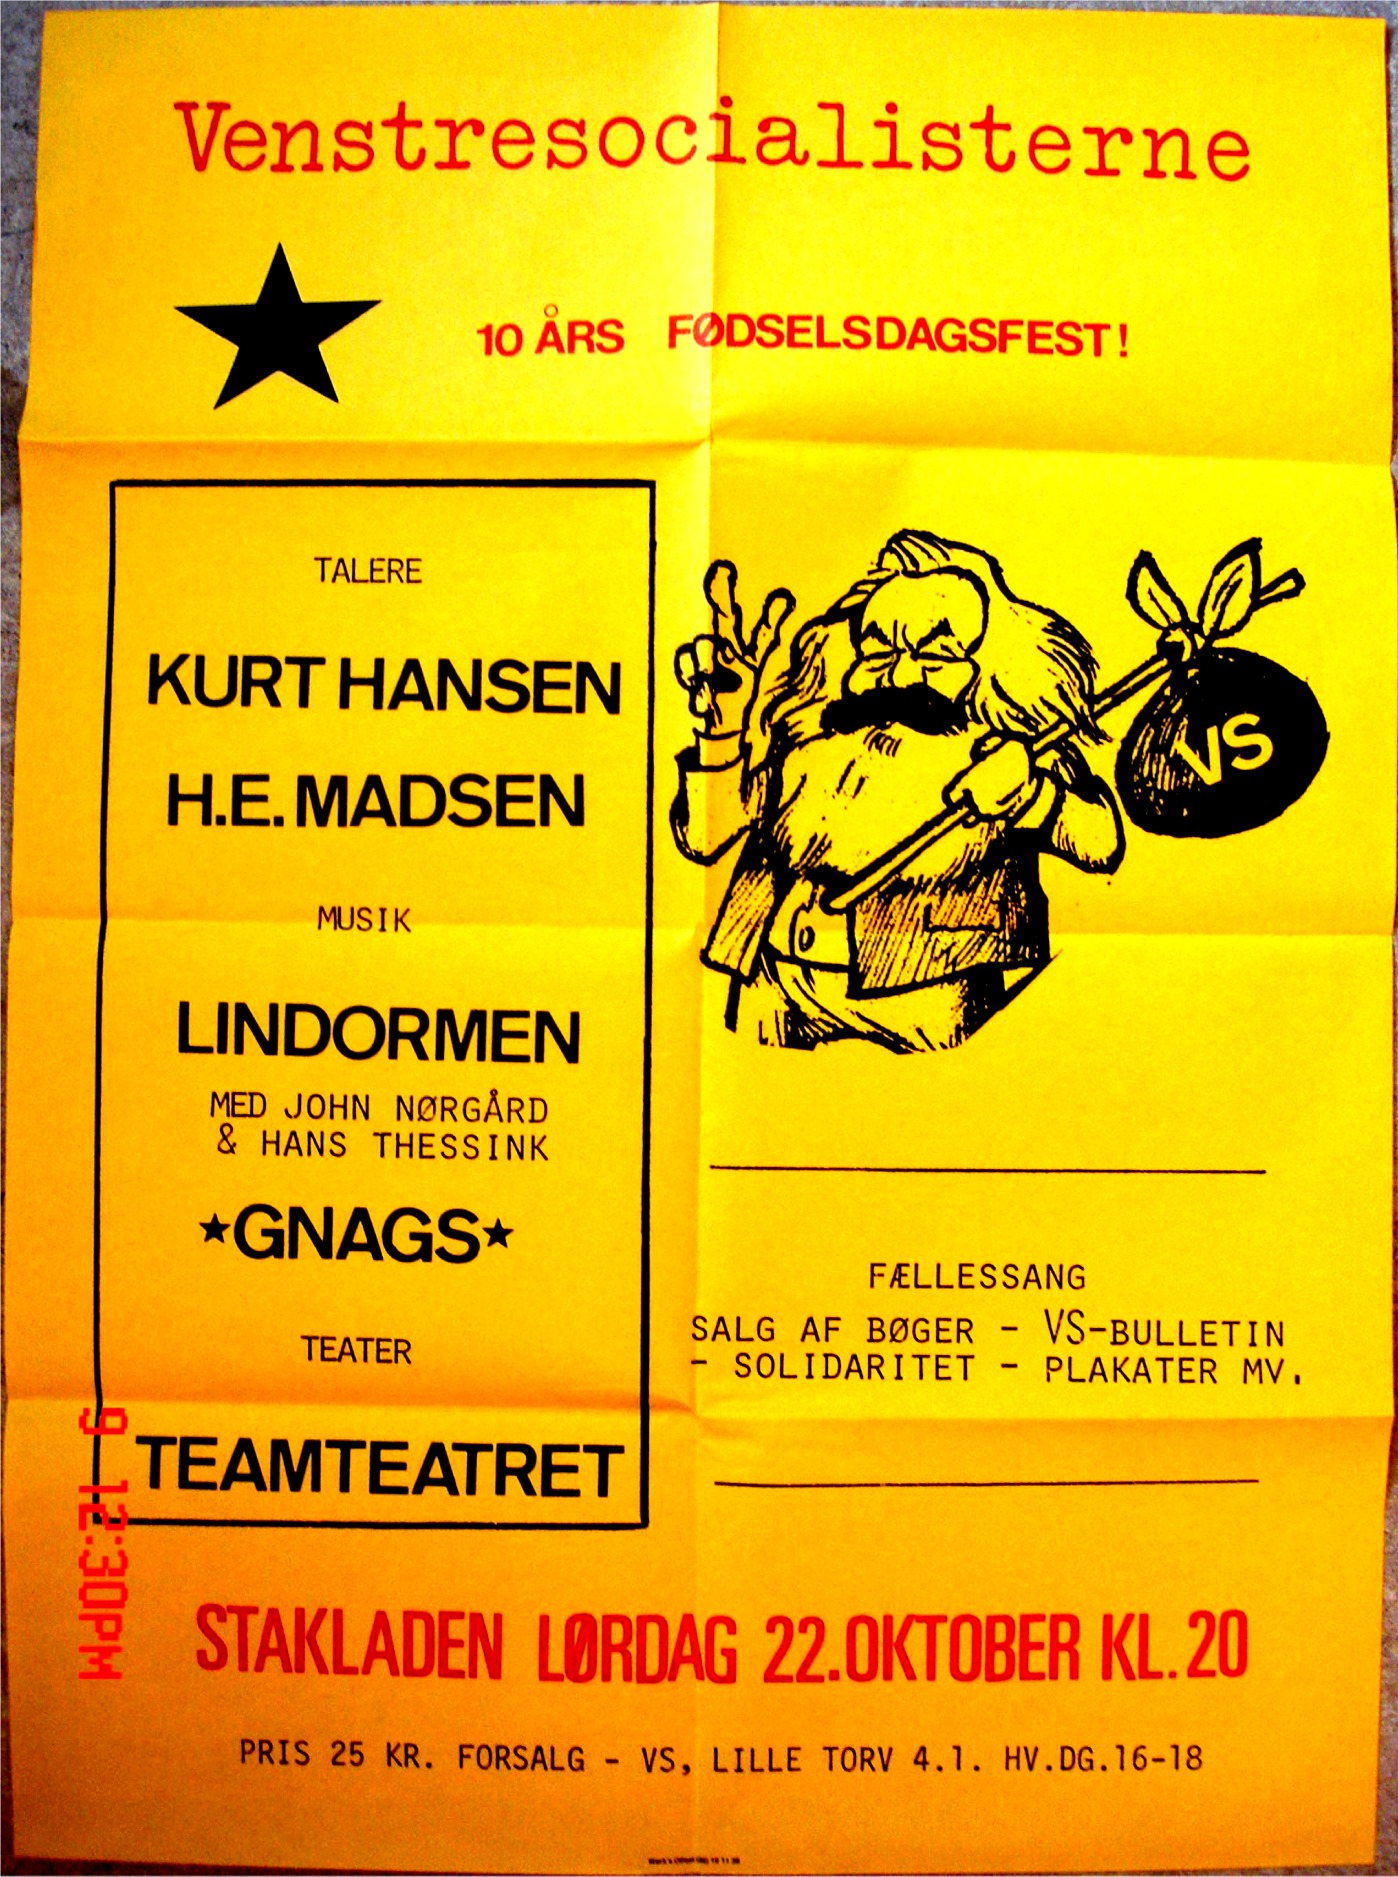 Venstresocialisterne
10 ÅRS FØDSELSDAGSFEST!
TALERE
KURT HANSEN
H.E. MADSEN
MUSIK
LINDORMEN
MED JOHN NØRGÅRD
& HANS THESSINK
★GNAGS★
TEATER
TEAMTEATRET
VS
FÆLLESSANG
SALG AF BØGER - VS-BULLETIN
- SOLIDARITET - PLAKATER MV.
STAKLADEN LØRDAG 22.OKTOBER KL.20
PRIS 25 KR. FORSALG - VS, LILLE TORV 4.1. HV.DG.16-18
12:30PM